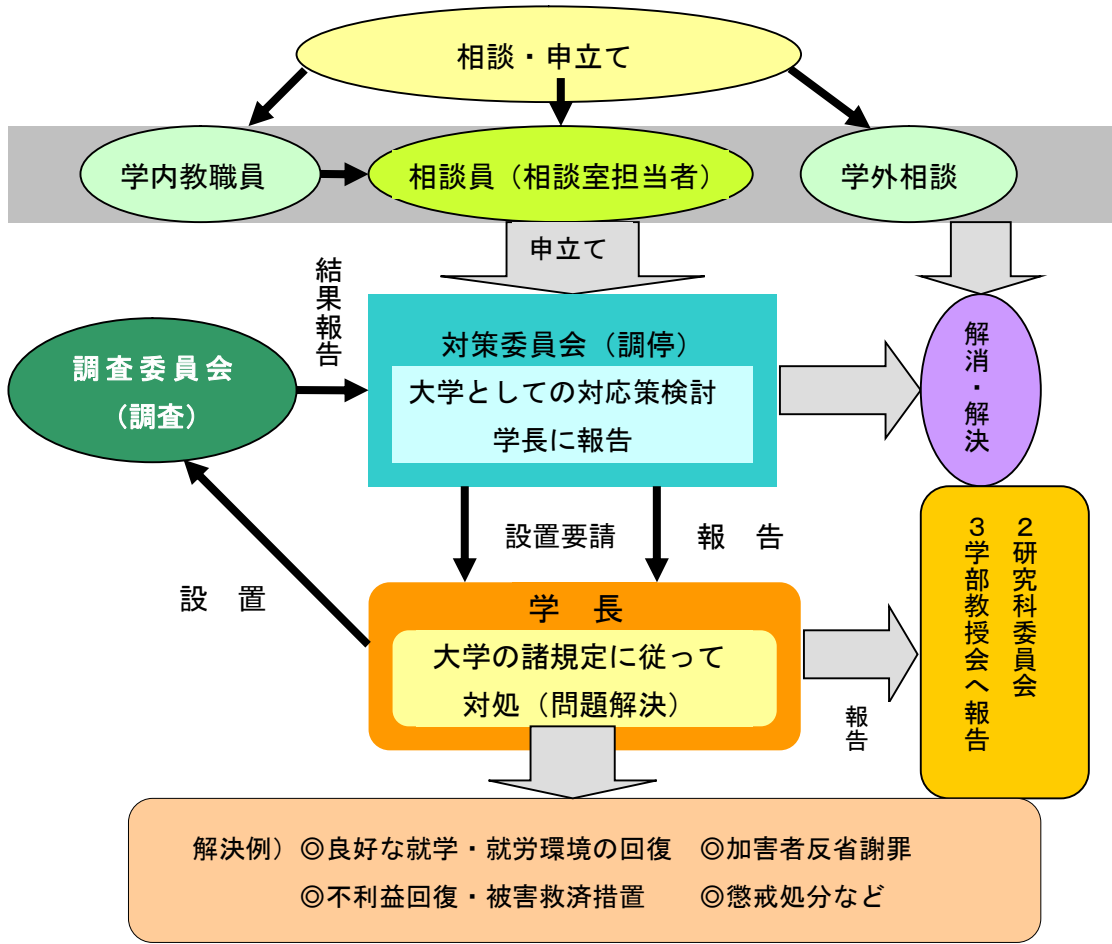 相談・申立て
学内教職員
相談員（相談室担当者）
学外相談
申立て
結果報告
調査委員会
（調査）
対策委員会（調停）
大学としての対応策検討
学長に報告
解消・解決
設置要請
報　告
設　置
学　長
大学の諸規定に従って
対処（問題解決）
報告
２研究科委員会
３学部教授会へ報告
解決例）◎良好な就学・就労環境の回復　◎加害者反省謝罪
◎不利益回復・被害救済措置　◎懲戒処分など